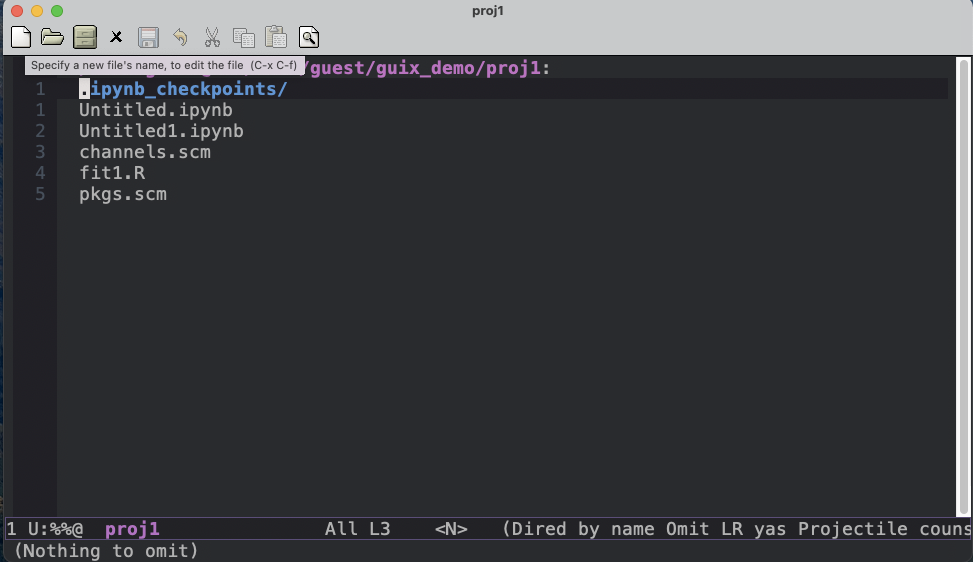 proj1
Specify a new file's name, to edit the file (C-x C-f)
/guest/guix_demo/proj1:
1 .ipynb_checkpoints/
1 Untitled.ipynb
2 Untitled1.ipynb
3 channels.scm
4 fit1.R
5 pkgs.scm
1 U:%%@ proj1 All L3 <N> (Dired by name Omit LR yas Projectile couns
(Nothing to omit)